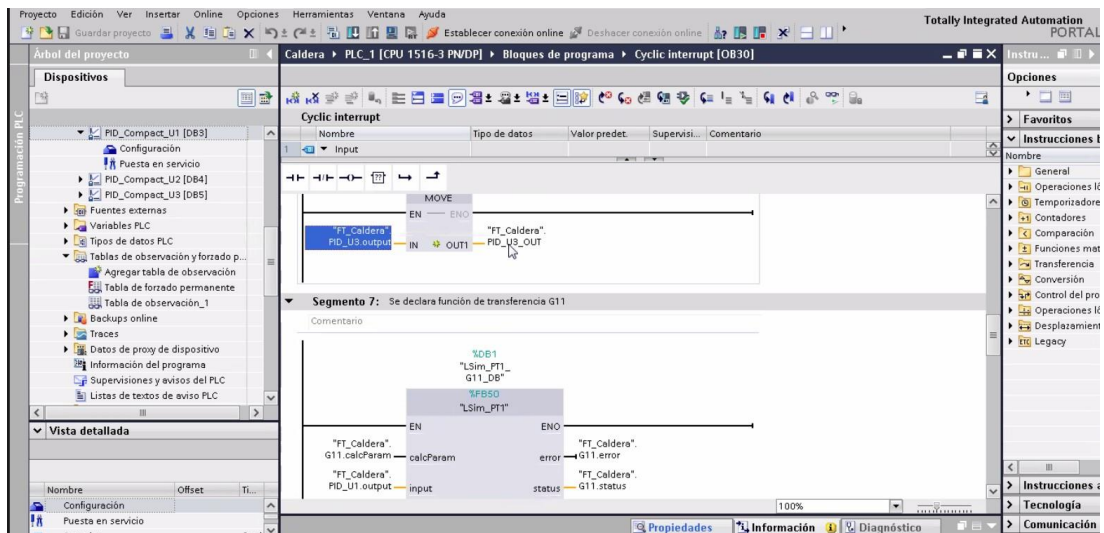 Proyecto Edición Ver Insertar Online Opciones Herramientas Ventana Ayuda
Totally Integrated Automation
PORTAL
Guardar proyecto
Establecer conexión online
Deshacer conexión online
Árbol del proyecto
Caldera
PLC_1 [CPU 1516-3 PN/DP]
Bloques de programa
Cyclic interrupt [OB30]
Instru...
Dispositivos
Opciones
Programación PLC
Cyclic interrupt
Nombre Tipo de datos Valor predet. Supervisi... Comentario
1 Input
PID_Compact_U1 [DB3]
Configuración
Puesta en servicio
PID_Compact_U2 [DB4]
PID_Compact_U3 [DB5]
Fuentes externas
Variables PLC
Tipos de datos PLC
Tablas de observación y forzado p...
Agregar tabla de observación
Tabla de forzado permanente
Tabla de observación_1
Backups online
Traces
Datos de proxy de dispositivo
Información del programa
Supervisiones y avisos del PLC
Listas de textos de aviso PLC
Vista detallada
Nombre Offset Ti...
Configuración
Puesta en servicio
MOVE
EN ENO
"FT_Caldera".
PID_U3.output
IN OUT1
"FT_Caldera".
PID_U3_OUT
Segmento 7: Se declara función de transferencia G11
Comentario
%DB1
"LSim_PT1_
G11_DB"
%FB50
"LSim_PT1"
EN ENO
"FT_Caldera".
G11.calcParam
calcParam
error
"FT_Caldera".
G11.error
"FT_Caldera".
PID_U1.output
input
status
"FT_Caldera".
G11.status
100%
Propiedades Información Diagnóstico
Favoritos
Instrucciones b
Nombre
General
Operaciones ló
Temporizadore
Contadores
Comparación
Funciones mat
Transferencia
Conversión
Control del pro
Operaciones ló
Desplazamient
Legacy
Instrucciones a
Tecnología
Comunicación